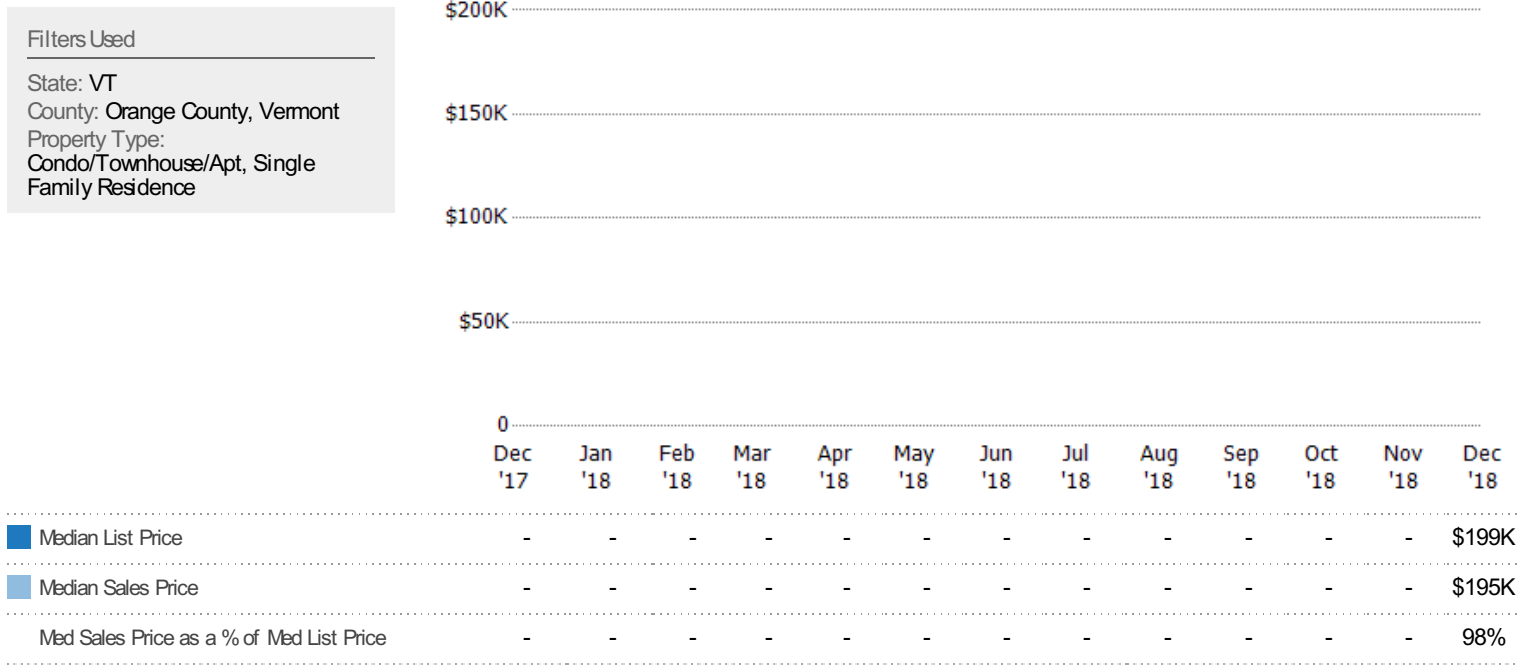 Filters Used
State: VT
County: Orange County, Vermont
Property Type:
Condo/Townhouse/Apt, Single
Family Residence
$200K
$150K
$100K
$50K
0
Dec Jan Feb Mar Apr May Jun Jul Aug Sep Oct Nov Dec
'17 '18 '18 '18 '18 '18 '18 '18 '18 '18 '18 '18 '18
Median List Price - - - - - - - - - - - - $199K
Median Sales Price - - - - - - - - - - - - $195K
Med Sales Price as a % of Med List Price - - - - - - - - - - - - 98%